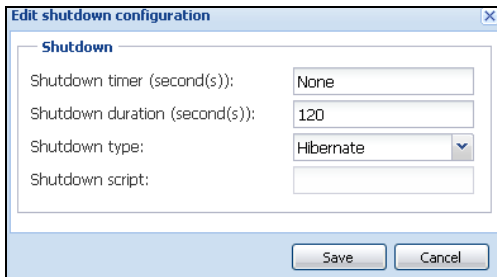 Edit shutdown configuration
Shutdown
Shutdown timer (second(s)): None
Shutdown duration (second(s)): 120
Shutdown type: Hibernate
Shutdown script:
Save Cancel